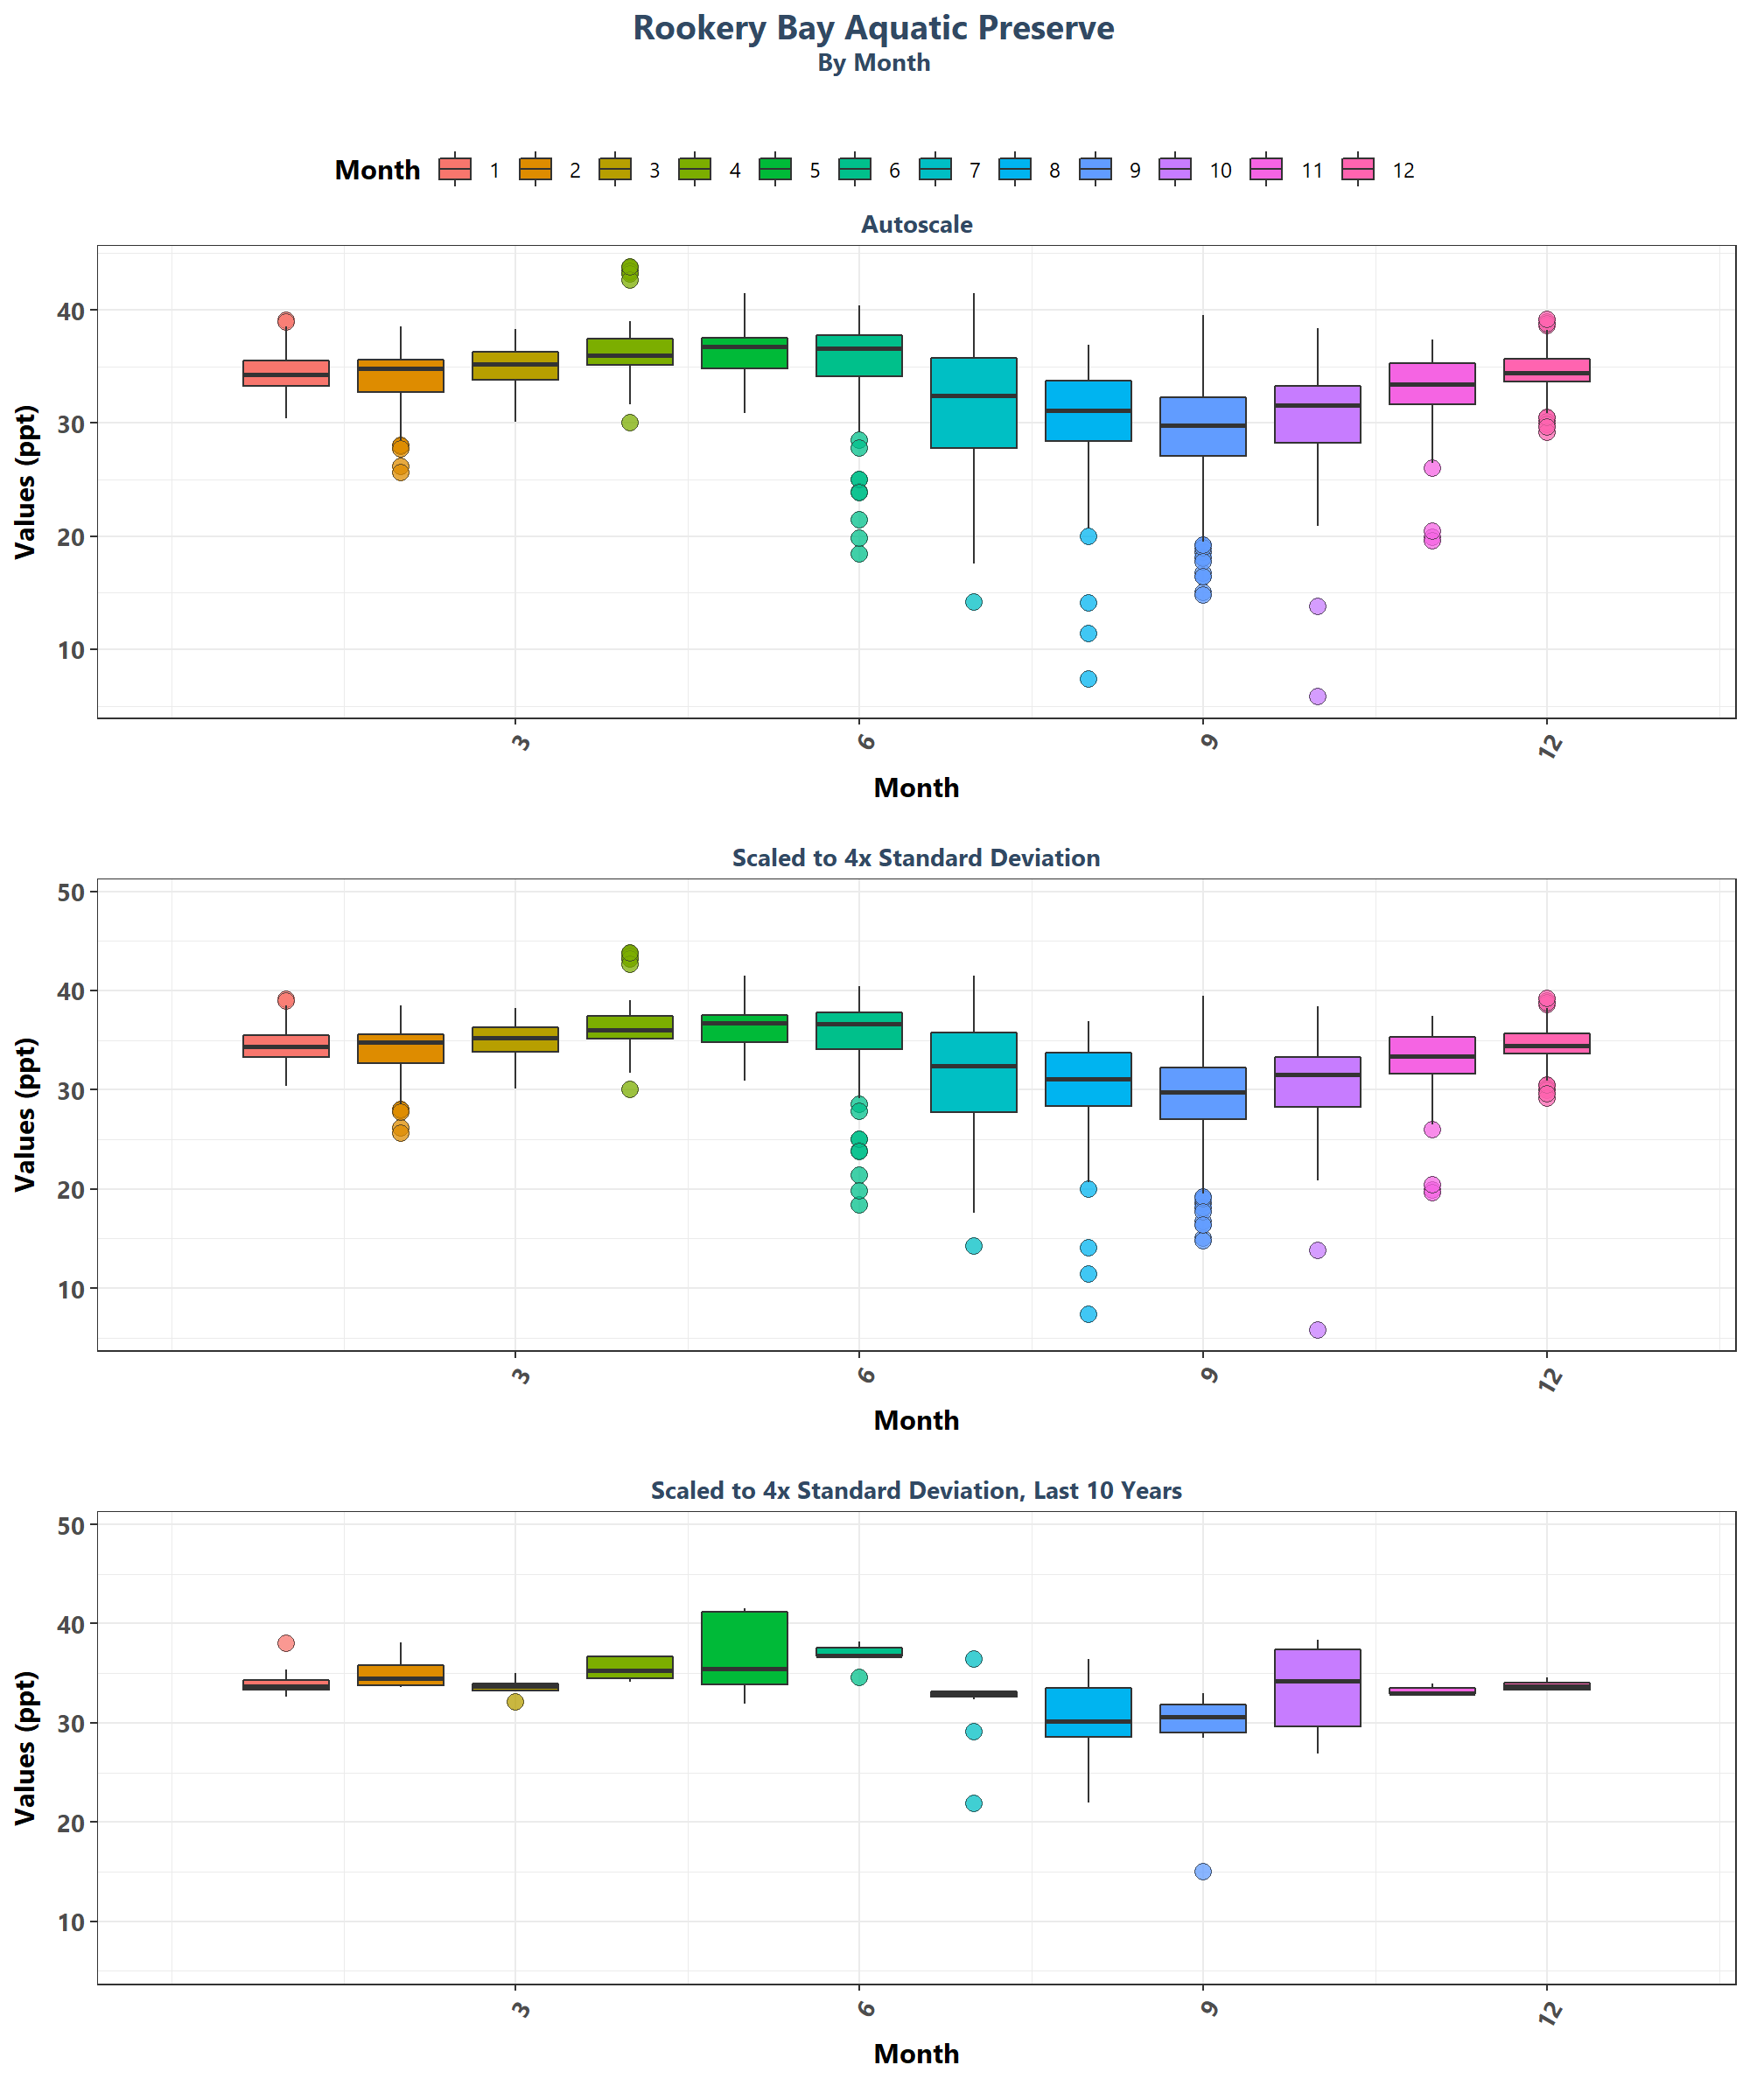 Rookery Bay Aquatic Preserve
By Month
Month 1 2 3 4 5 6 7 8 9 10 11 12
Autoscale
Values (ppt)
40
30
20
10
3 6 9 12
Month
Scaled to 4x Standard Deviation
Values (ppt)
50
40
30
20
10
3 6 9 12
Month
Scaled to 4x Standard Deviation, Last 10 Years
Values (ppt)
50
40
30
20
10
3 6 9 12
Month